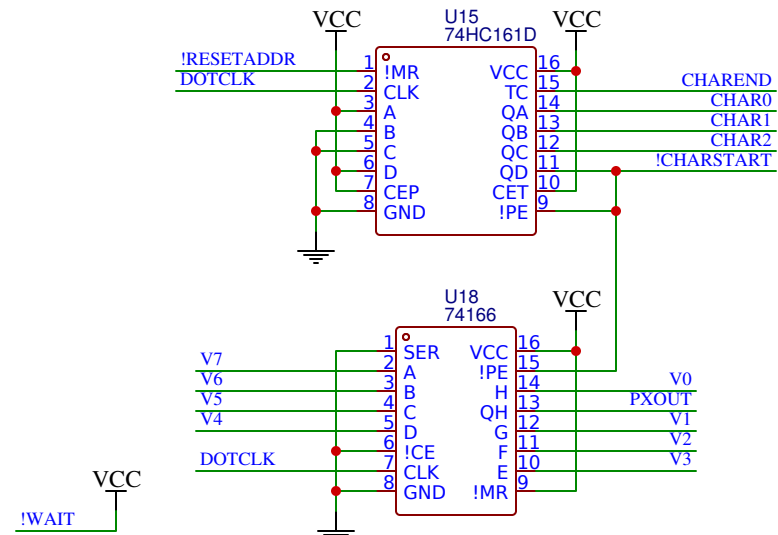 VCC
U15
74HC161D
VCC
!RESETADDR 1 !MR VCC 16
DOTCLK 2 CLK TC 15 CHAREND
3 A QA 14 CHAR0
4 B QB 13 CHAR1
5 C QC 12 CHAR2
6 D QD 11 !CHARSTART
7 CEP CET 10
8 GND !PE 9
U18
74166
VCC
1 SER VCC 16
V7 2 A !PE 15
V6 3 B H 14 V0
V5 4 C QH 13 PXOUT
V4 5 D G 12 V1
6 !CE F 11 V2
DOTCLK 7 CLK E 10 V3
8 GND !MR 9
VCC
!WAIT